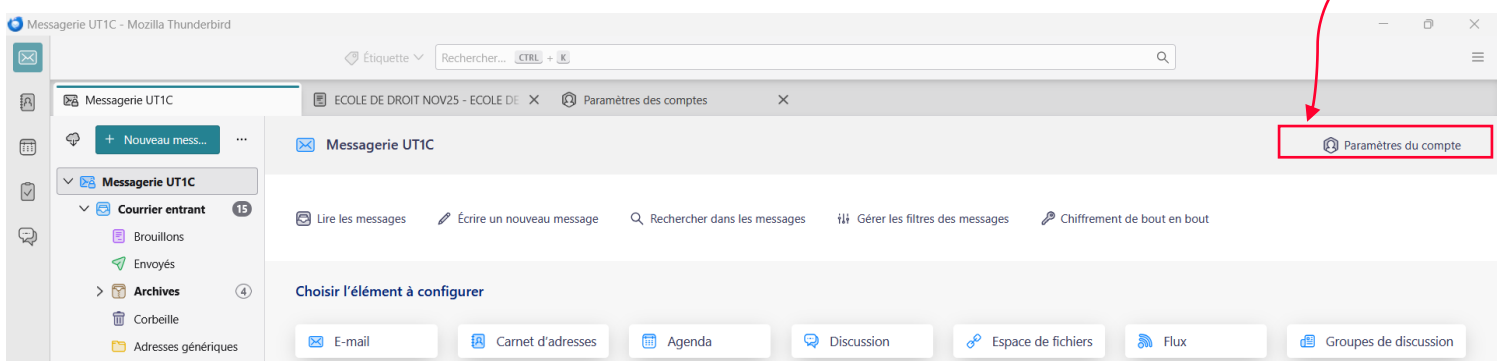 Messagerie UT1C - Mozilla Thunderbird
Étiquette
Rechercher... CTRL + K
Messagerie UT1C
ECOLE DE DROIT NOV25 - ECOLE DE
Paramètres des comptes
+ Nouveau mess... ...
Messagerie UT1C
Paramètres du compte
Messagerie UT1C
Courrier entrant 15
Lire les messages Écrire un nouveau message Rechercher dans les messages Gérer les filtres des messages Chiffrement de bout en bout
Brouillons
Envoyés
Archives 4
Choisir l'élément à configurer
Corbeille
Adresses génériques
E-mail Carnet d'adresses Agenda Discussion Espace de fichiers Flux Groupes de discussion